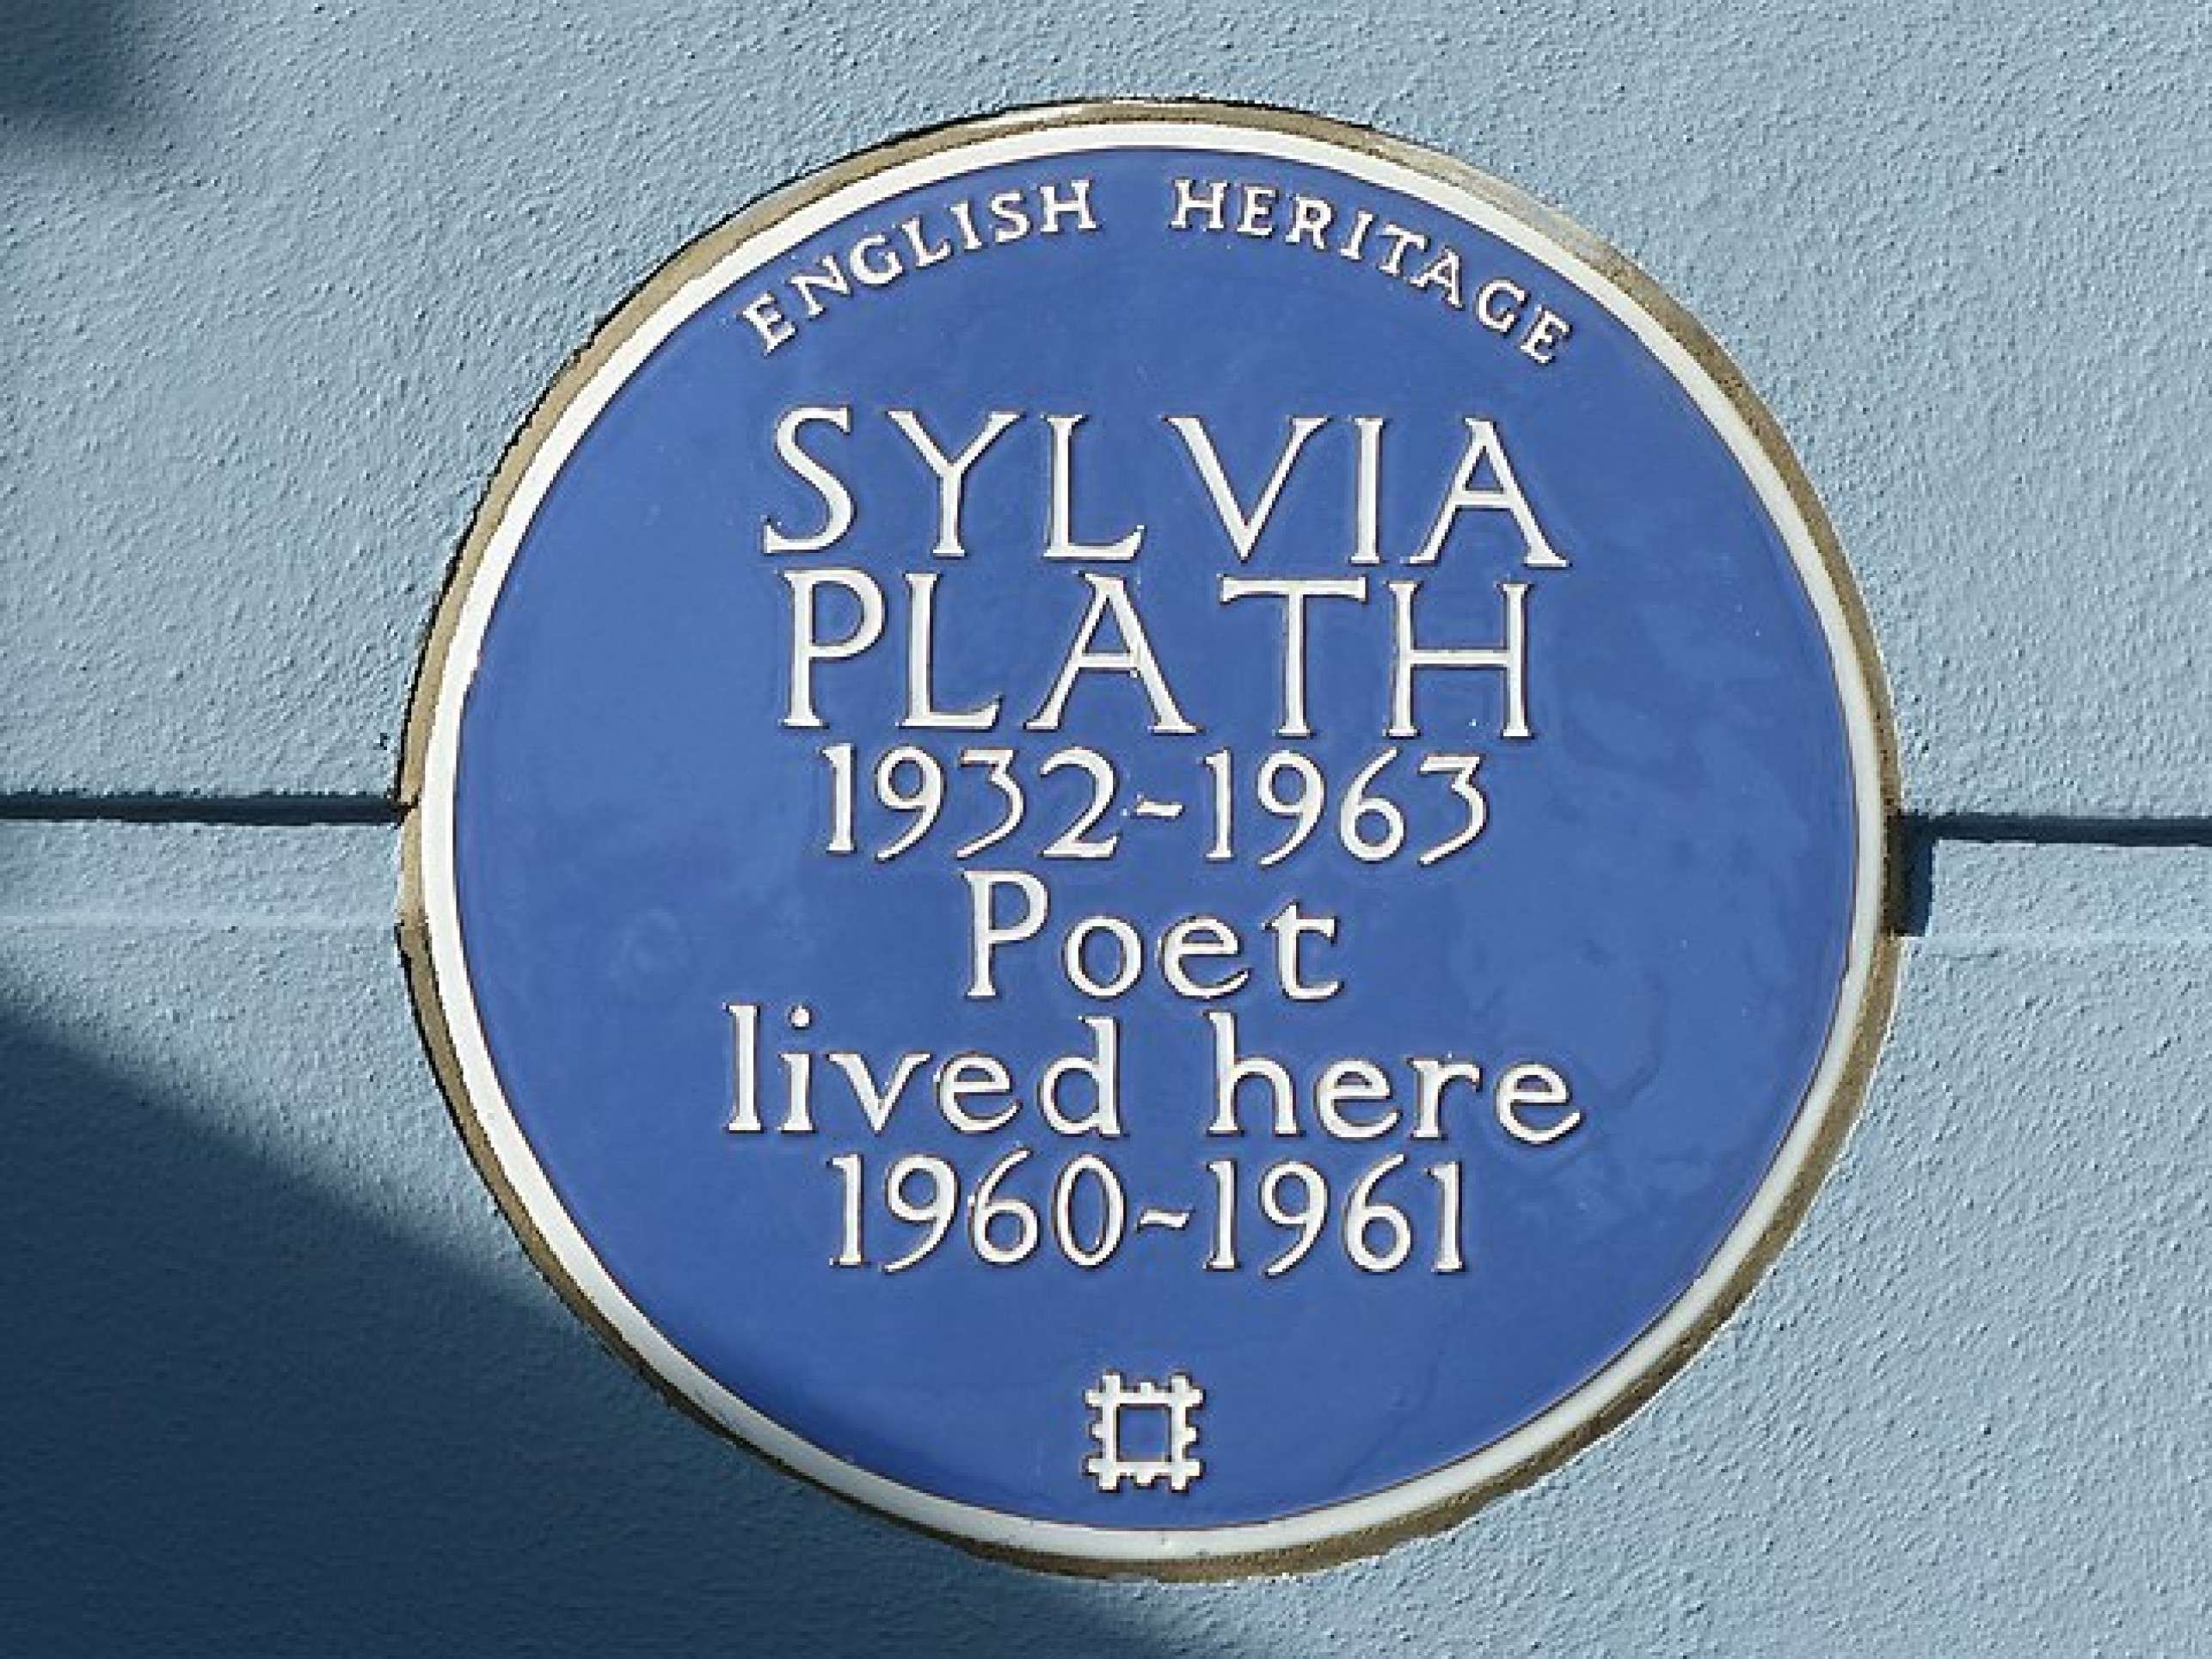 ENGLISH HERITAGE
SYLVIA
PLATH
1932-1963
Poet
lived here
1960-1961